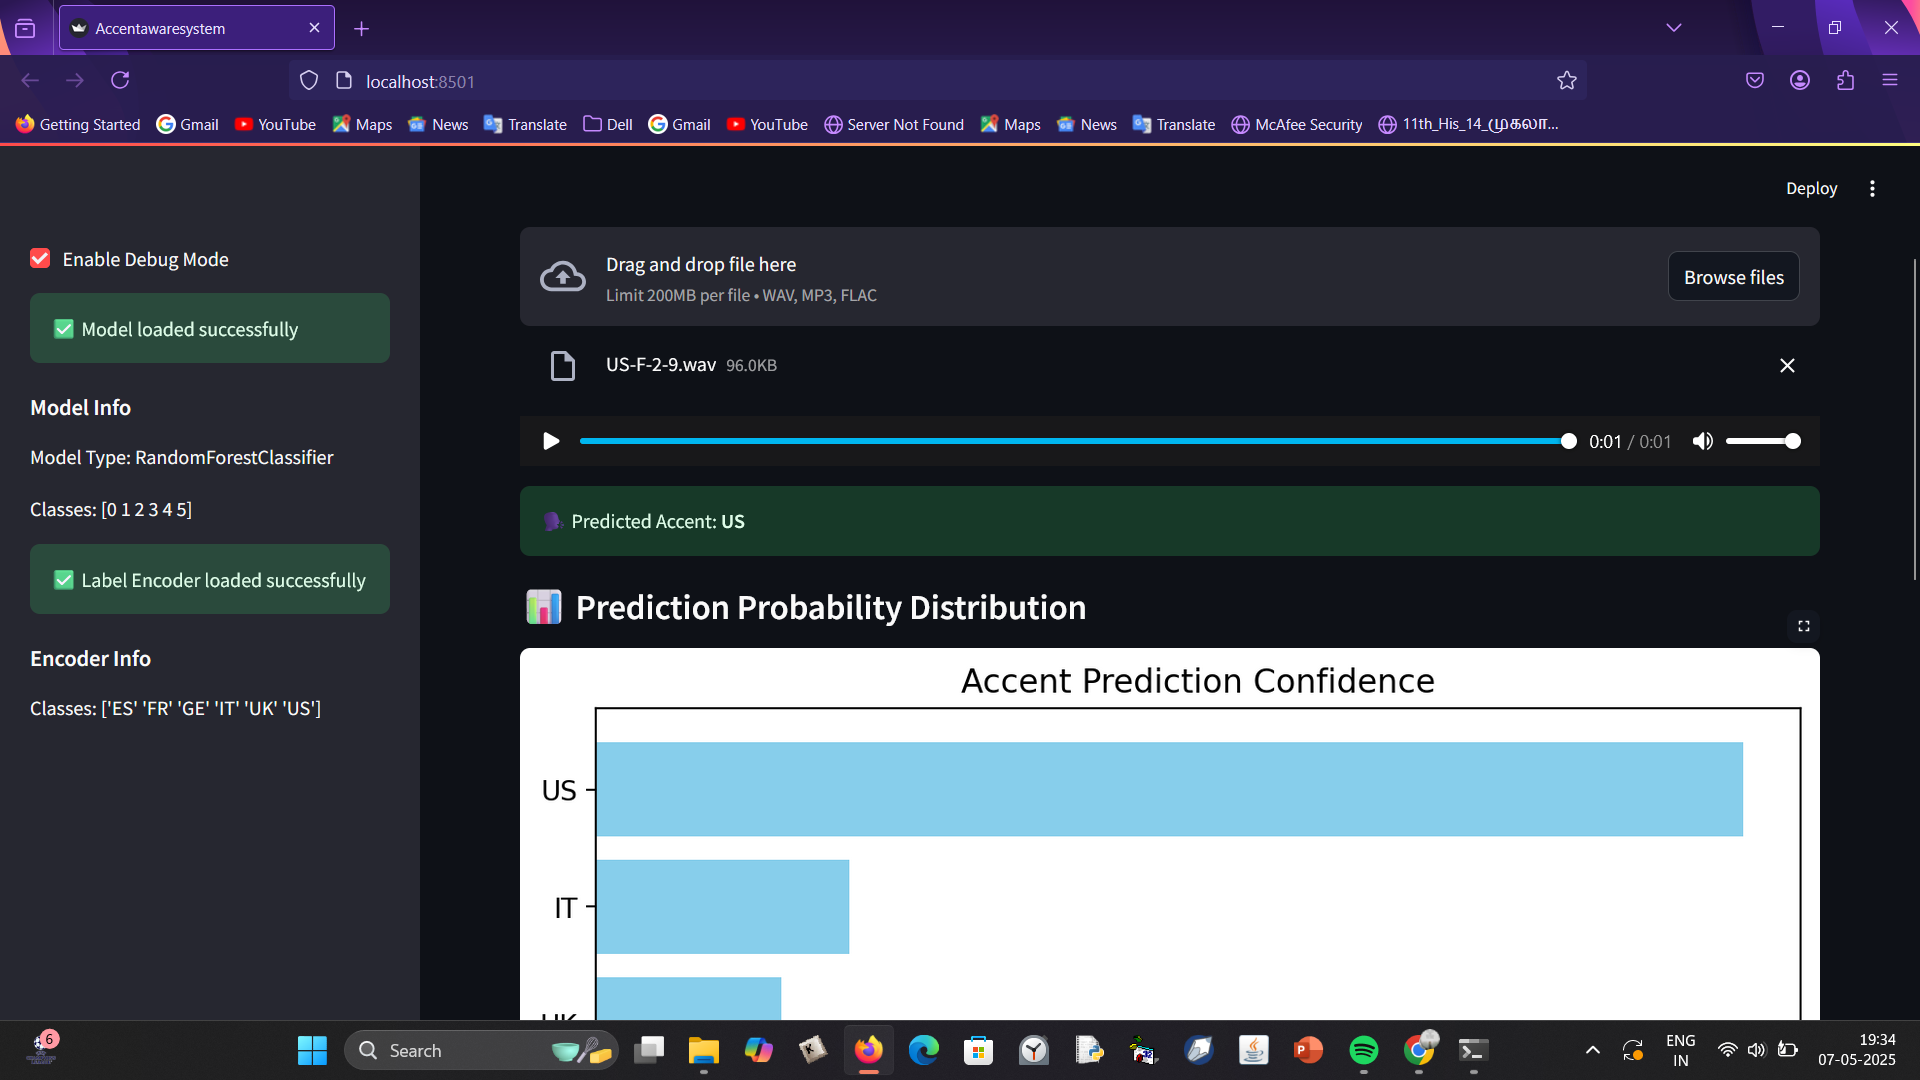 Accentawaresystem
localhost:8501
Getting Started Gmail YouTube Maps News Translate Dell Gmail YouTube Server Not Found Maps News Translate McAfee Security 11th_His_14_முகலா...
Deploy
Enable Debug Mode
Model loaded successfully
Model Info
Model Type: RandomForestClassifier
Classes: [0 1 2 3 4 5]
Label Encoder loaded successfully
Encoder Info
Classes: ['ES' 'FR' 'GE' 'IT' 'UK' 'US']
Drag and drop file here
Limit 200MB per file • WAV, MP3, FLAC
Browse files
US-F-2-9.wav 96.0KB
0:01 / 0:01
Predicted Accent: US
Prediction Probability Distribution
Accent Prediction Confidence
US
IT
UK
6
Search
ENG
IN
19:34
07-05-2025